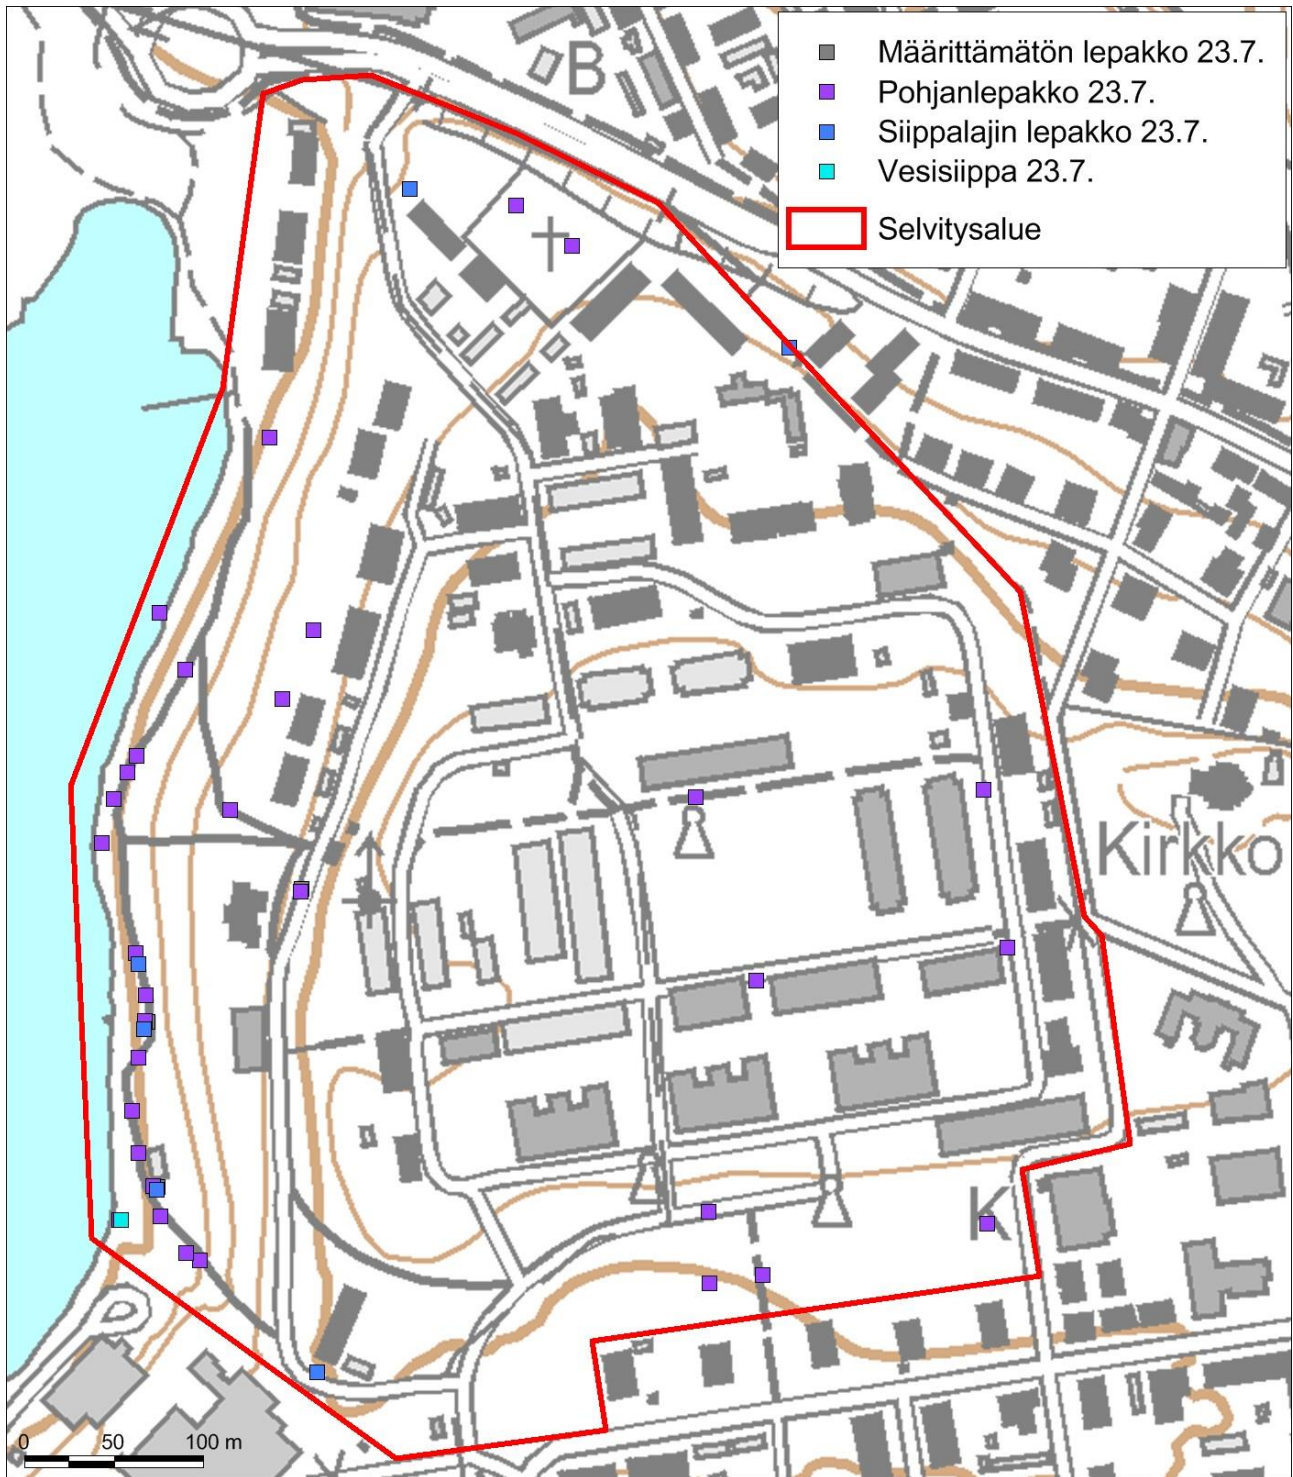 B
Määrittämätön lepakko 23.7.
Pohjanlepakko 23.7.
Siippalajin lepakko 23.7.
Vesisiippa 23.7.
Selvitysalue
Kirkko
K
0 50 100 m